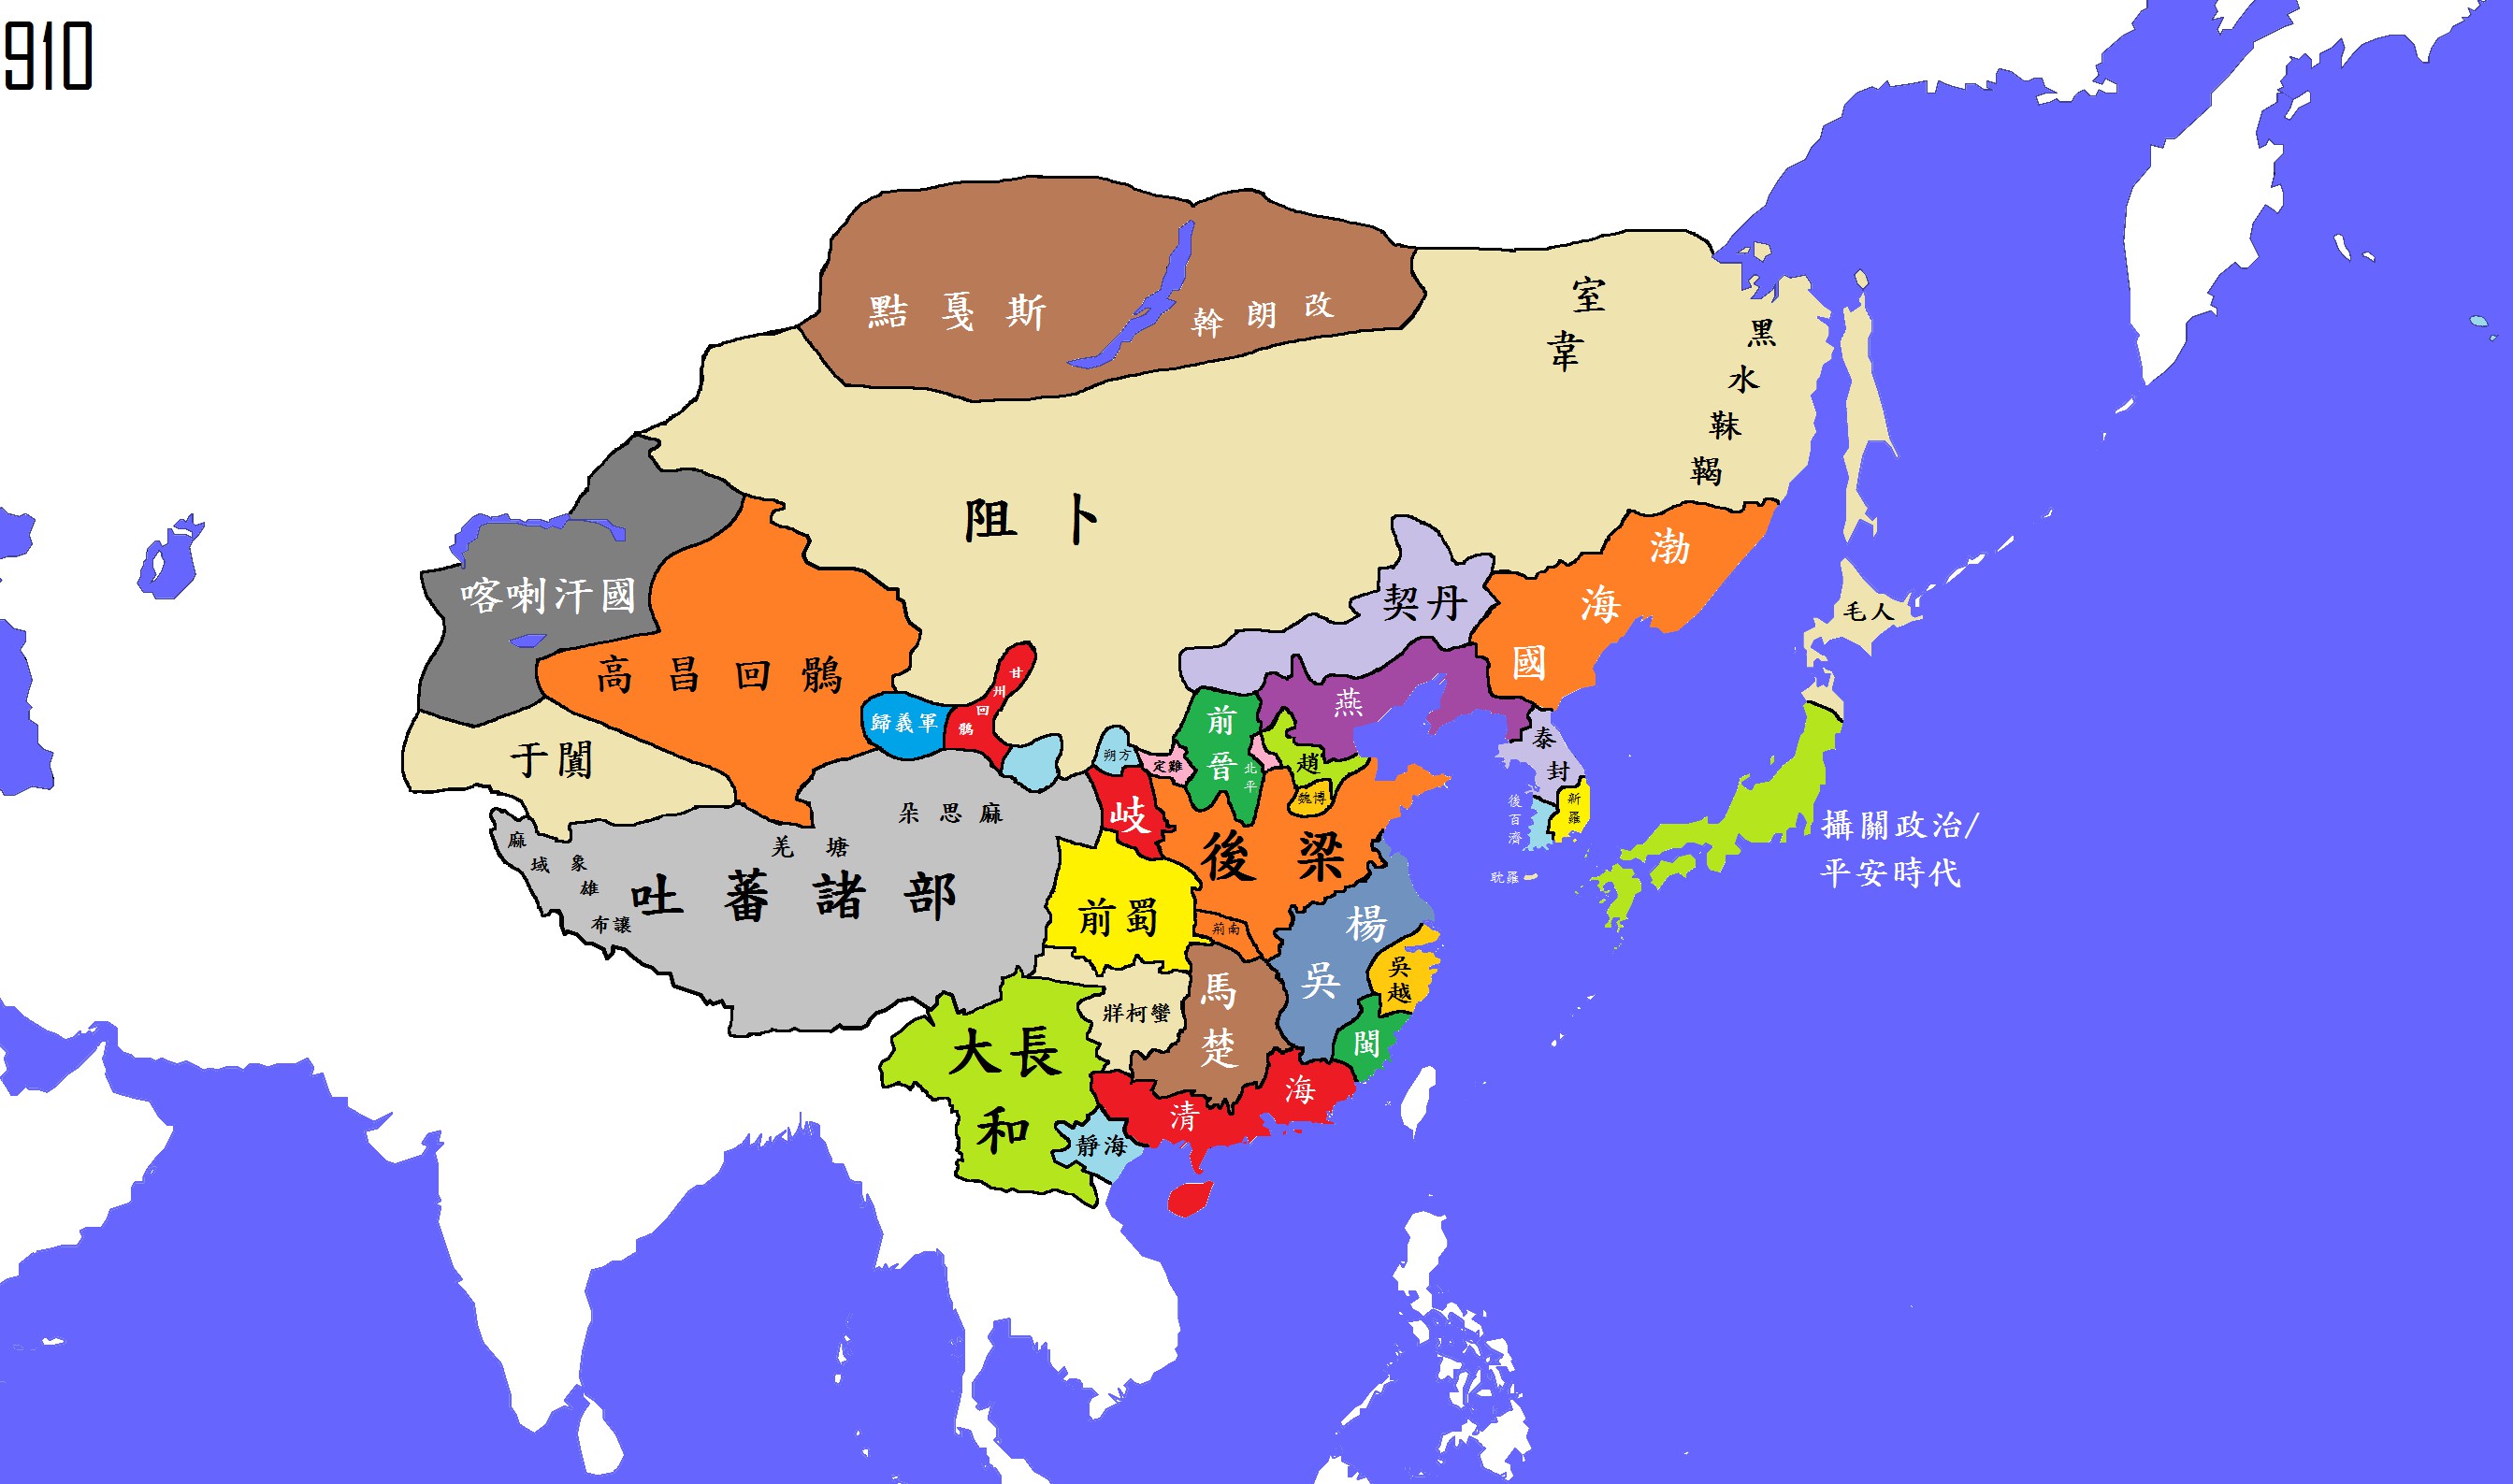 910
黠戛斯
斡朗改
室韋
黑水靺鞨
阻卜
喀喇汗國
高昌回鶻
契丹
渤海國
毛人
歸義軍
甘州回鶻
于闐
朔方
定難
前晉
北平
燕
趙
魏博
泰封
新羅
後百濟
耽羅
攝關政治/
平安時代
岐
後梁
朵思麻
羌塘
麻域
象雄
布讓
吐蕃諸部
前蜀
荊南
楊吳
吳越
馬楚
閩
牂柯蠻
大長和
清海
靜海